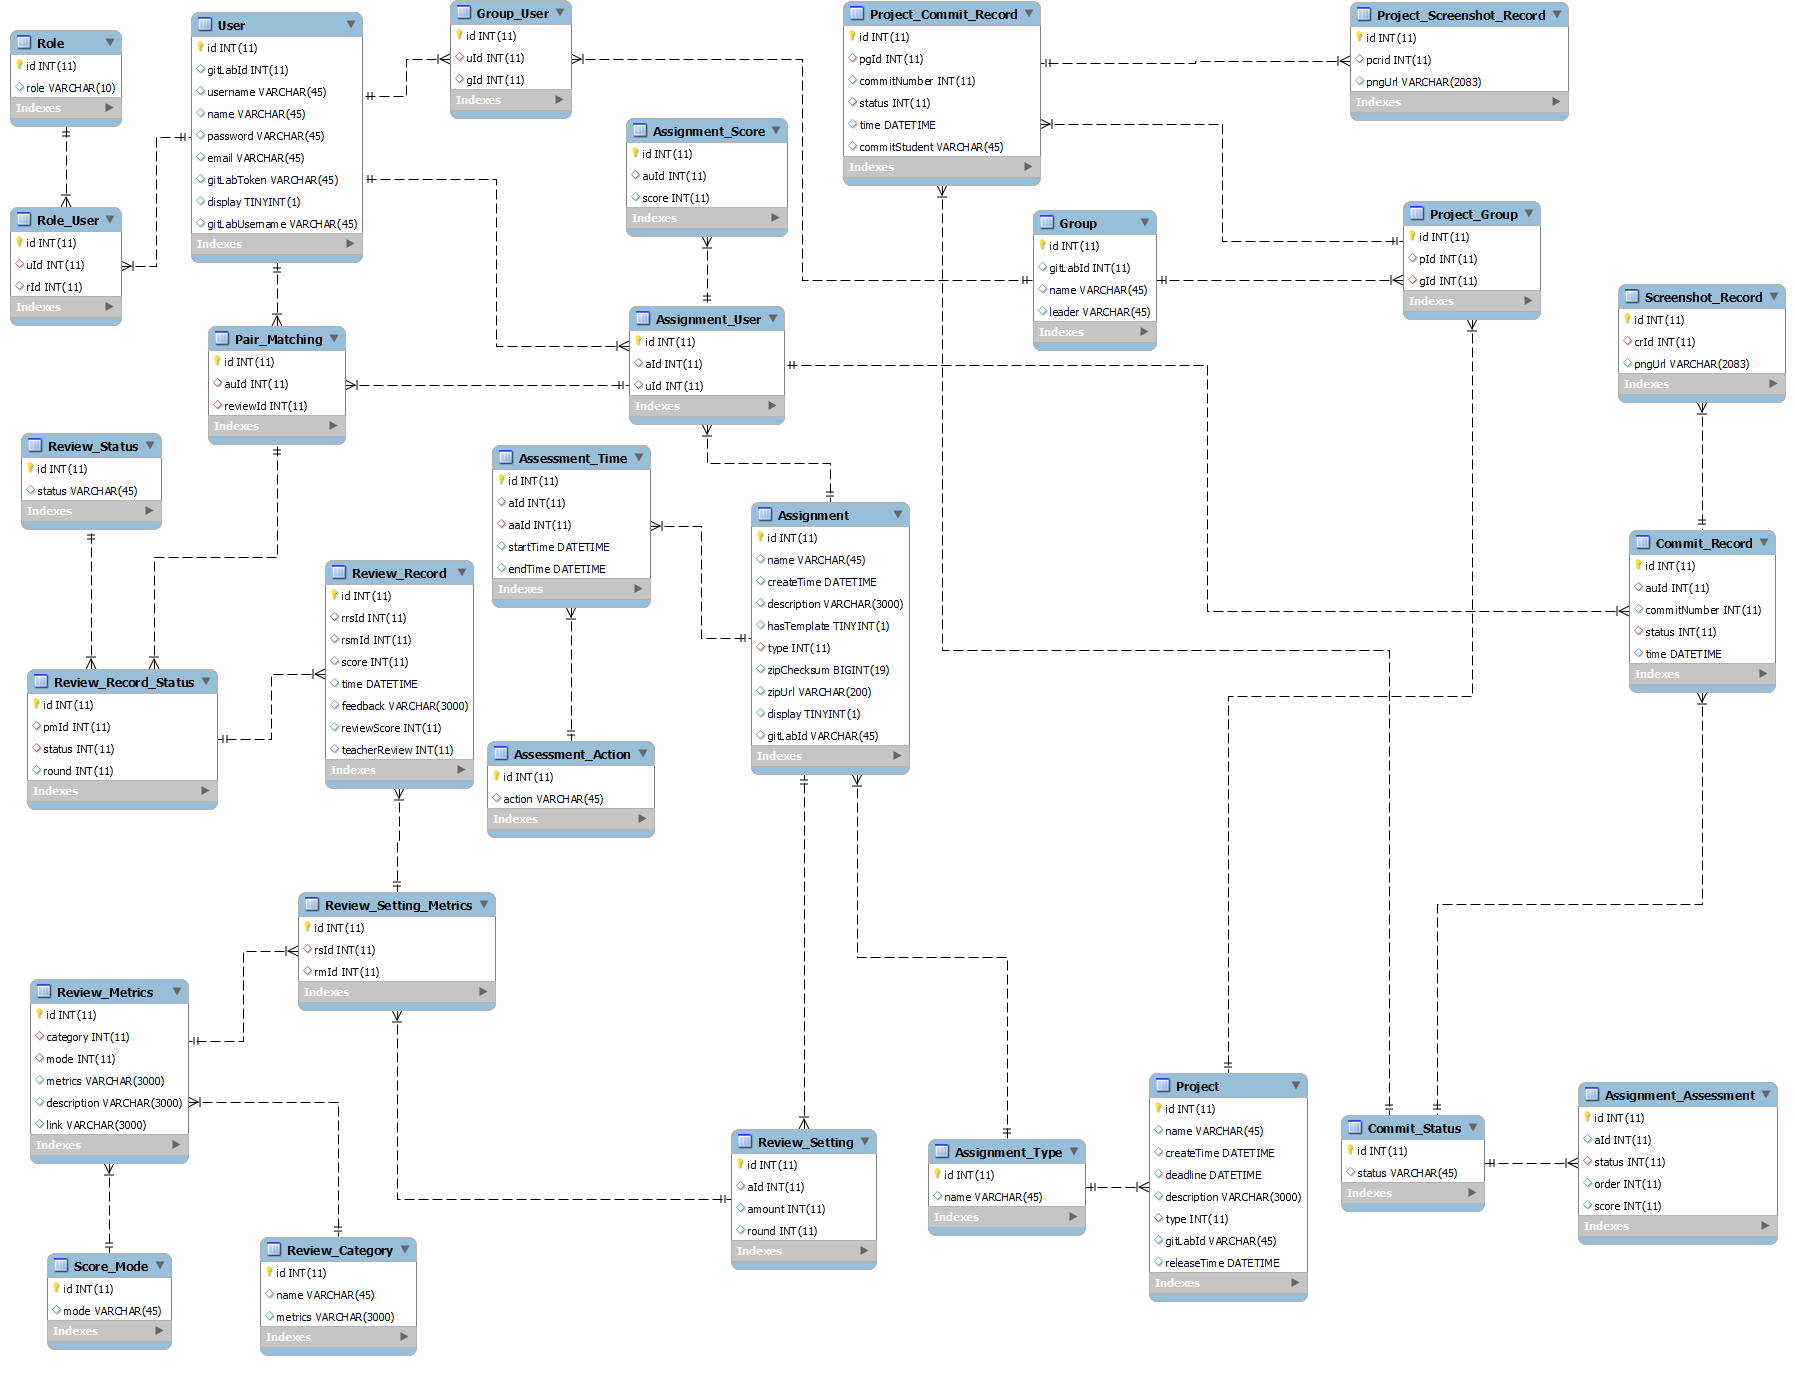 Role
id INT(11)
role VARCHAR(10)
Indexes
User
id INT(11)
gitLabId INT(11)
username VARCHAR(45)
name VARCHAR(45)
password VARCHAR(45)
email VARCHAR(45)
gitLabToken VARCHAR(45)
display TINYINT(1)
gitLabUsername VARCHAR(45)
Indexes
Group_User
id INT(11)
uId INT(11)
gId INT(11)
Indexes
Project_Commit_Record
id INT(11)
pgId INT(11)
commitNumber INT(11)
status INT(11)
time DATETIME
commitStudent VARCHAR(45)
Indexes
Project_Screenshot_Record
id INT(11)
pcrid INT(11)
pngUrl VARCHAR(2083)
Indexes
Assignment_Score
id INT(11)
auId INT(11)
score INT(11)
Indexes
Role_User
id INT(11)
uId INT(11)
rId INT(11)
Indexes
Group
id INT(11)
gitLabId INT(11)
name VARCHAR(45)
leader VARCHAR(45)
Indexes
Project_Group
id INT(11)
pId INT(11)
gId INT(11)
Indexes
Screenshot_Record
id INT(11)
crId INT(11)
pngUrl VARCHAR(2083)
Indexes
Pair_Matching
id INT(11)
auId INT(11)
reviewId INT(11)
Indexes
Assignment_User
id INT(11)
aId INT(11)
uId INT(11)
Indexes
Review_Status
id INT(11)
status VARCHAR(45)
Indexes
Assessment_Time
id INT(11)
aId INT(11)
aaId INT(11)
startTime DATETIME
endTime DATETIME
Indexes
Assignment
id INT(11)
name VARCHAR(45)
createTime DATETIME
description VARCHAR(3000)
hasTemplate TINYINT(1)
type INT(11)
zipChecksum BIGINT(19)
zipUrl VARCHAR(200)
display TINYINT(1)
gitLabId VARCHAR(45)
Indexes
Commit_Record
id INT(11)
auId INT(11)
commitNumber INT(11)
status INT(11)
time DATETIME
Indexes
Review_Record
id INT(11)
rrsId INT(11)
rsmId INT(11)
score INT(11)
time DATETIME
feedback VARCHAR(3000)
reviewScore INT(11)
teacherReview INT(11)
Indexes
Review_Record_Status
id INT(11)
pmId INT(11)
status INT(11)
round INT(11)
Indexes
Assessment_Action
id INT(11)
action VARCHAR(45)
Indexes
Review_Setting_Metrics
id INT(11)
rsId INT(11)
rmId INT(11)
Indexes
Review_Metrics
id INT(11)
category INT(11)
mode INT(11)
metrics VARCHAR(3000)
description VARCHAR(3000)
link VARCHAR(3000)
Indexes
Review_Setting
id INT(11)
aId INT(11)
amount INT(11)
round INT(11)
Indexes
Assignment_Type
id INT(11)
name VARCHAR(45)
Indexes
Project
id INT(11)
name VARCHAR(45)
createTime DATETIME
deadline DATETIME
description VARCHAR(3000)
type INT(11)
gitLabId VARCHAR(45)
releaseTime DATETIME
Indexes
Commit_Status
id INT(11)
status VARCHAR(45)
Indexes
Assignment_Assessment
id INT(11)
aId INT(11)
status INT(11)
order INT(11)
score INT(11)
Indexes
Score_Mode
id INT(11)
mode VARCHAR(45)
Indexes
Review_Category
id INT(11)
name VARCHAR(45)
metrics VARCHAR(3000)
Indexes